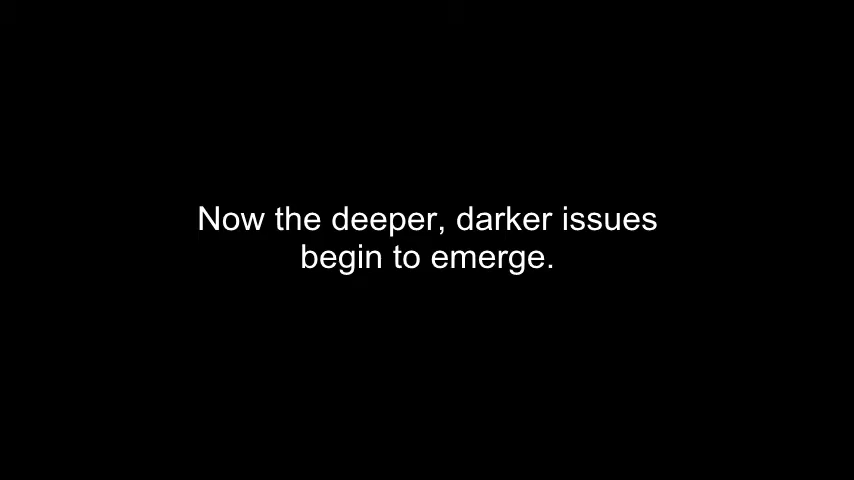 Now the deeper, darker issues
begin to emerge.